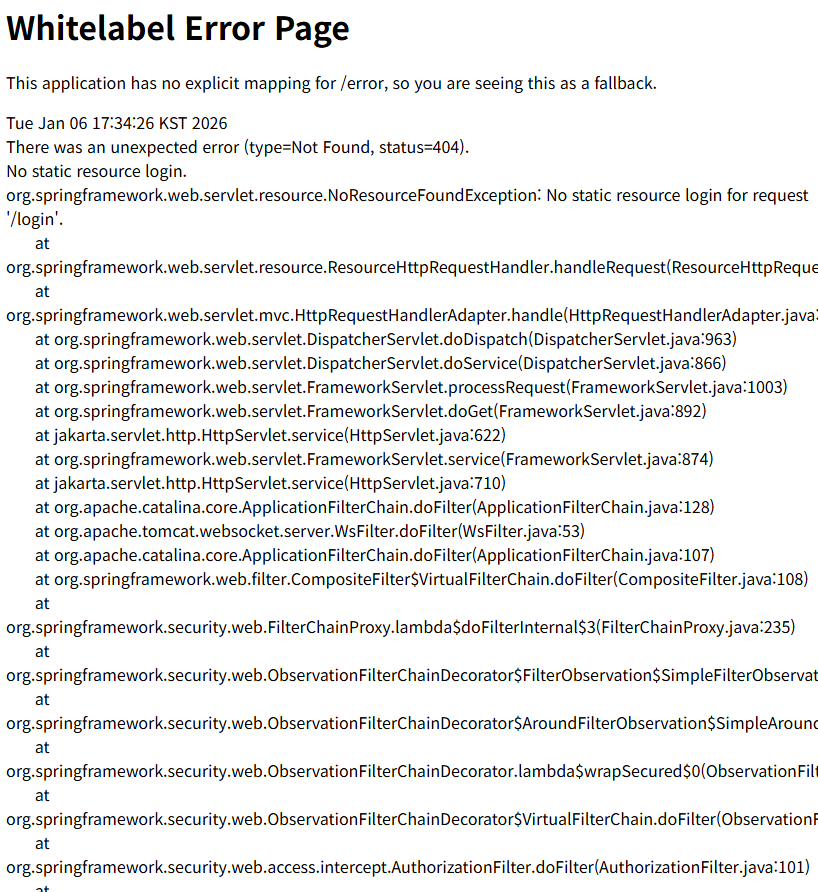 Whitelabel Error Page
This application has no explicit mapping for /error, so you are seeing this as a fallback.
Tue Jan 06 17:34:26 KST 2026
There was an unexpected error (type=Not Found, status=404).
No static resource login.
org.springframework.web.servlet.resource.NoResourceFoundException: No static resource login for request
'/login'.
at
org.springframework.web.servlet.resource.ResourceHttpRequestHandler.handleRequest(ResourceHttpReque
at
org.springframework.web.servlet.mvc.HttpRequestHandlerAdapter.handle(HttpRequestHandlerAdapter.java:
at org.springframework.web.servlet.DispatcherServlet.doDispatch(DispatcherServlet.java:963)
at org.springframework.web.servlet.DispatcherServlet.doService(DispatcherServlet.java:866)
at org.springframework.web.servlet.FrameworkServlet.processRequest(FrameworkServlet.java:1003)
at org.springframework.web.servlet.FrameworkServlet.doGet(FrameworkServlet.java:892)
at jakarta.servlet.http.HttpServlet.service(HttpServlet.java:622)
at org.springframework.web.servlet.FrameworkServlet.service(FrameworkServlet.java:874)
at jakarta.servlet.http.HttpServlet.service(HttpServlet.java:710)
at org.apache.catalina.core.ApplicationFilterChain.doFilter(ApplicationFilterChain.java:128)
at org.apache.tomcat.websocket.server.WsFilter.doFilter(WsFilter.java:53)
at org.apache.catalina.core.ApplicationFilterChain.doFilter(ApplicationFilterChain.java:107)
at org.springframework.web.filter.CompositeFilter$VirtualFilterChain.doFilter(CompositeFilter.java:108)
at
org.springframework.security.web.FilterChainProxy.lambda$doFilterInternal$3(FilterChainProxy.java:235)
at
org.springframework.security.web.ObservationFilterChainDecorator$FilterObservation$SimpleFilterObservat
at
org.springframework.security.web.ObservationFilterChainDecorator$AroundFilterObservation$SimpleAround
at
org.springframework.security.web.ObservationFilterChainDecorator.lambda$wrapSecured$0(ObservationFilt
at
org.springframework.security.web.ObservationFilterChainDecorator$VirtualFilterChain.doFilter(ObservationF
at
org.springframework.security.web.access.intercept.AuthorizationFilter.doFilter(AuthorizationFilter.java:101)
at